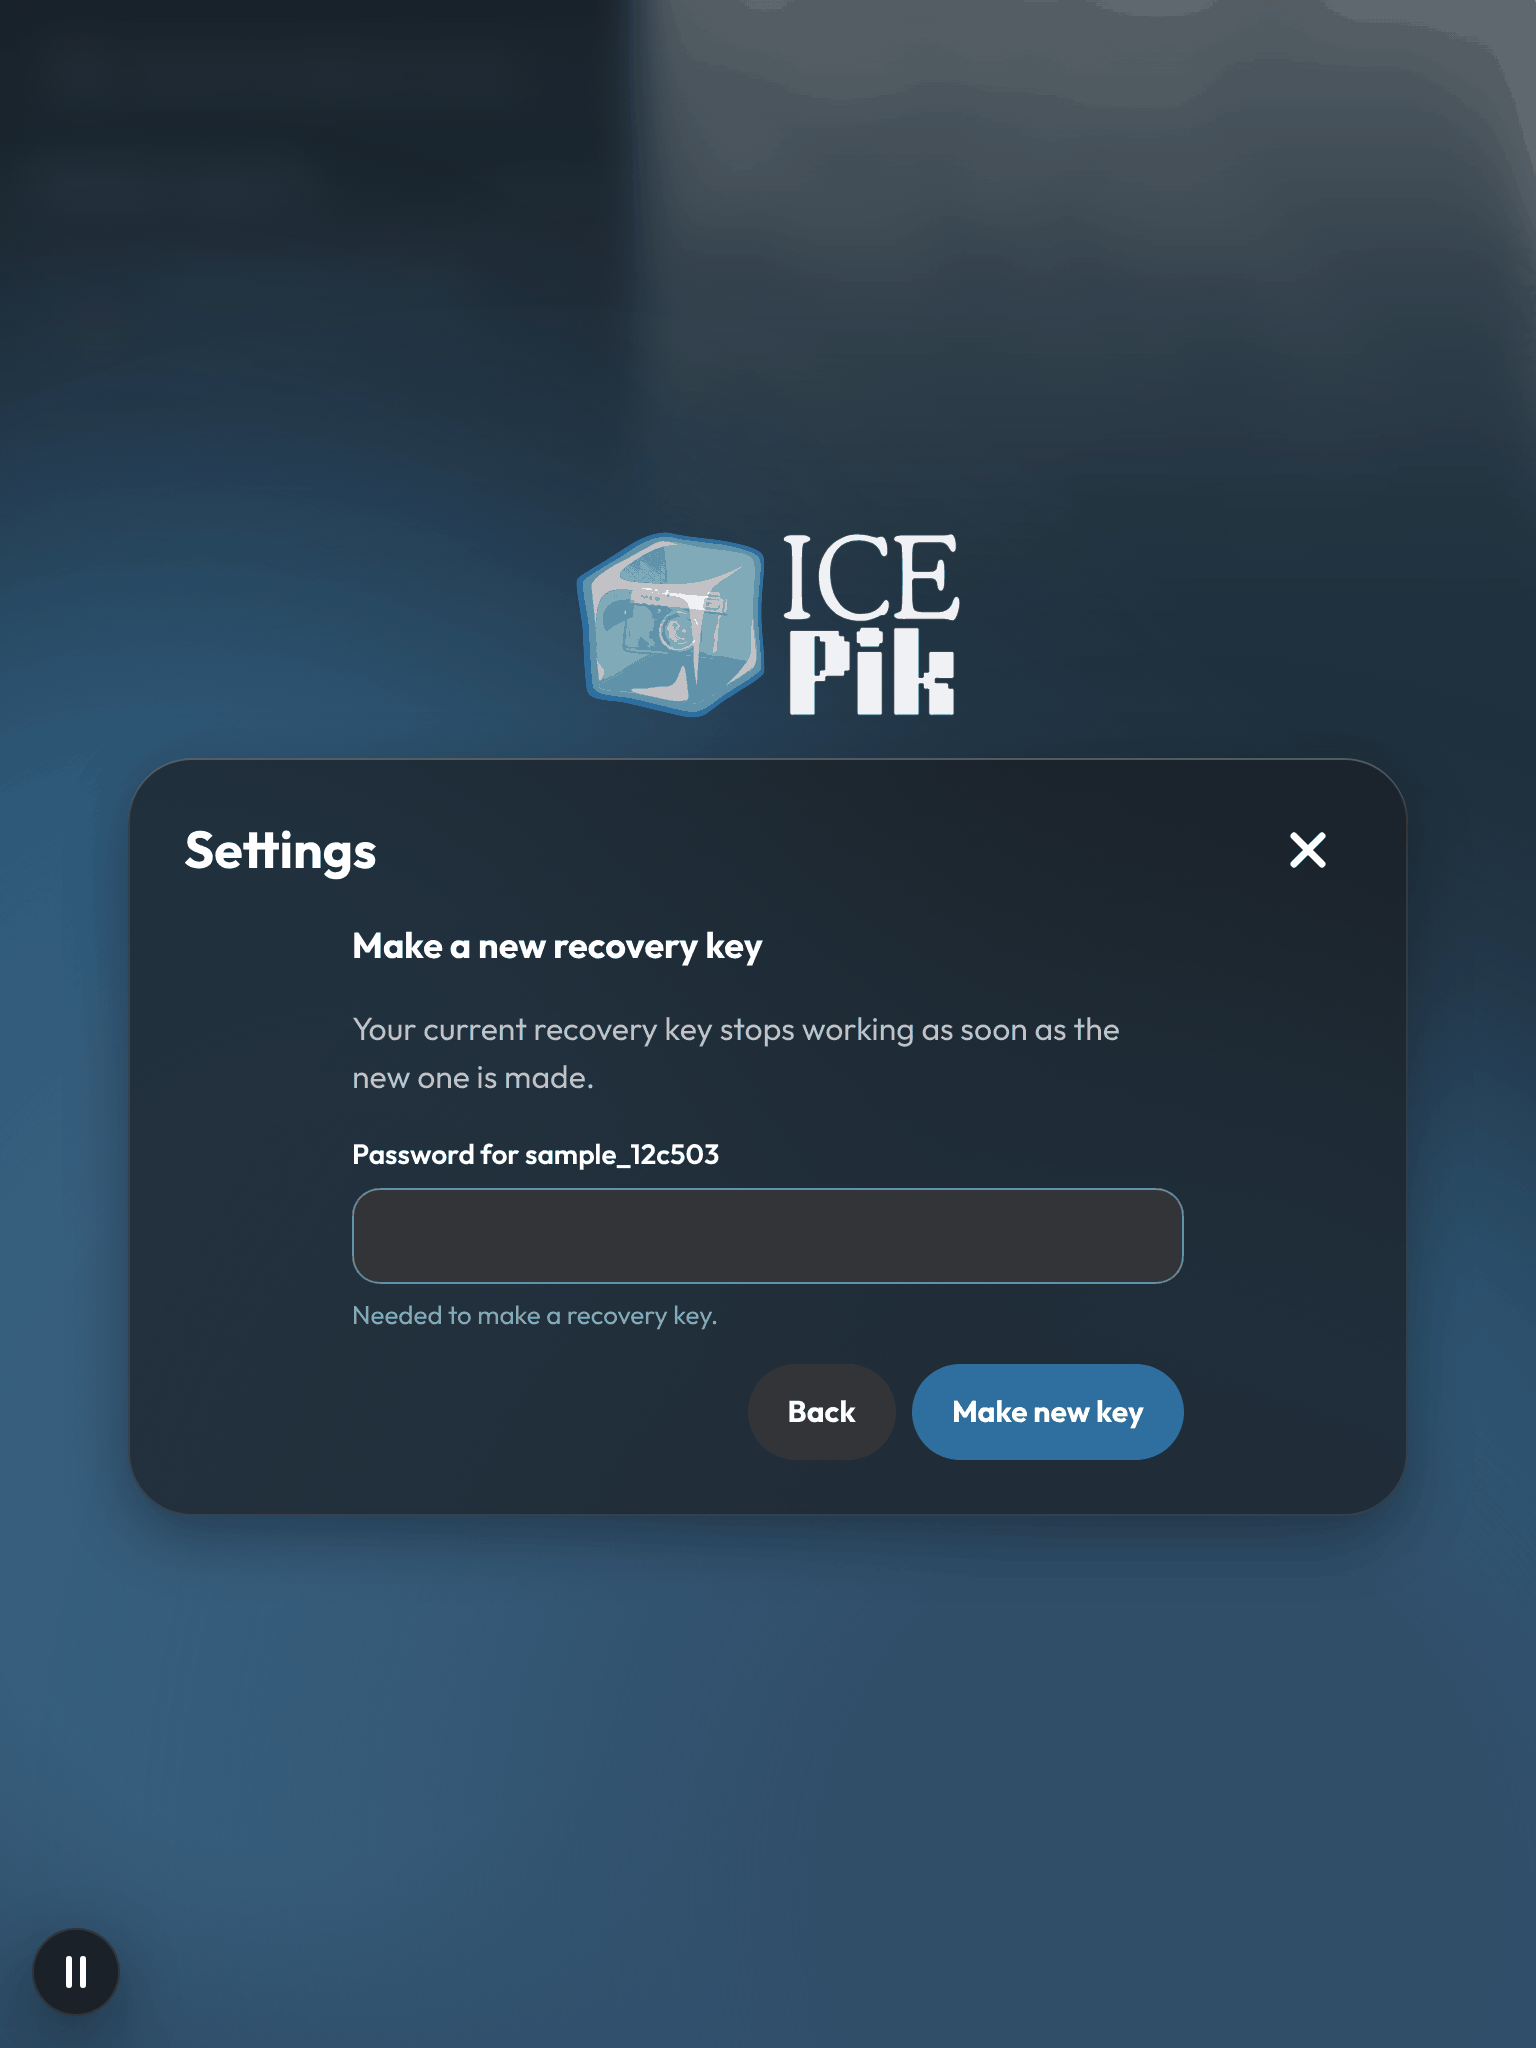 ICE
Pik
Settings
Make a new recovery key
Your current recovery key stops working as soon as the
new one is made.
Password for sample_12c503
Needed to make a recovery key.
Back
Make new key